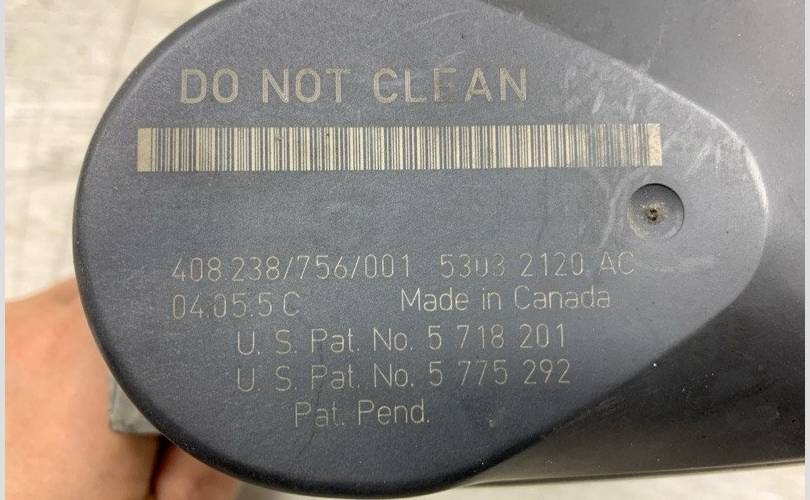 DO NOT CLEAN
408 238/756/001 5303 2120 AC
04.05.5 C Made in Canada
U. S. Pat. No. 5 718 201
U. S. Pat. No. 5 775 292
Pat. Pend.